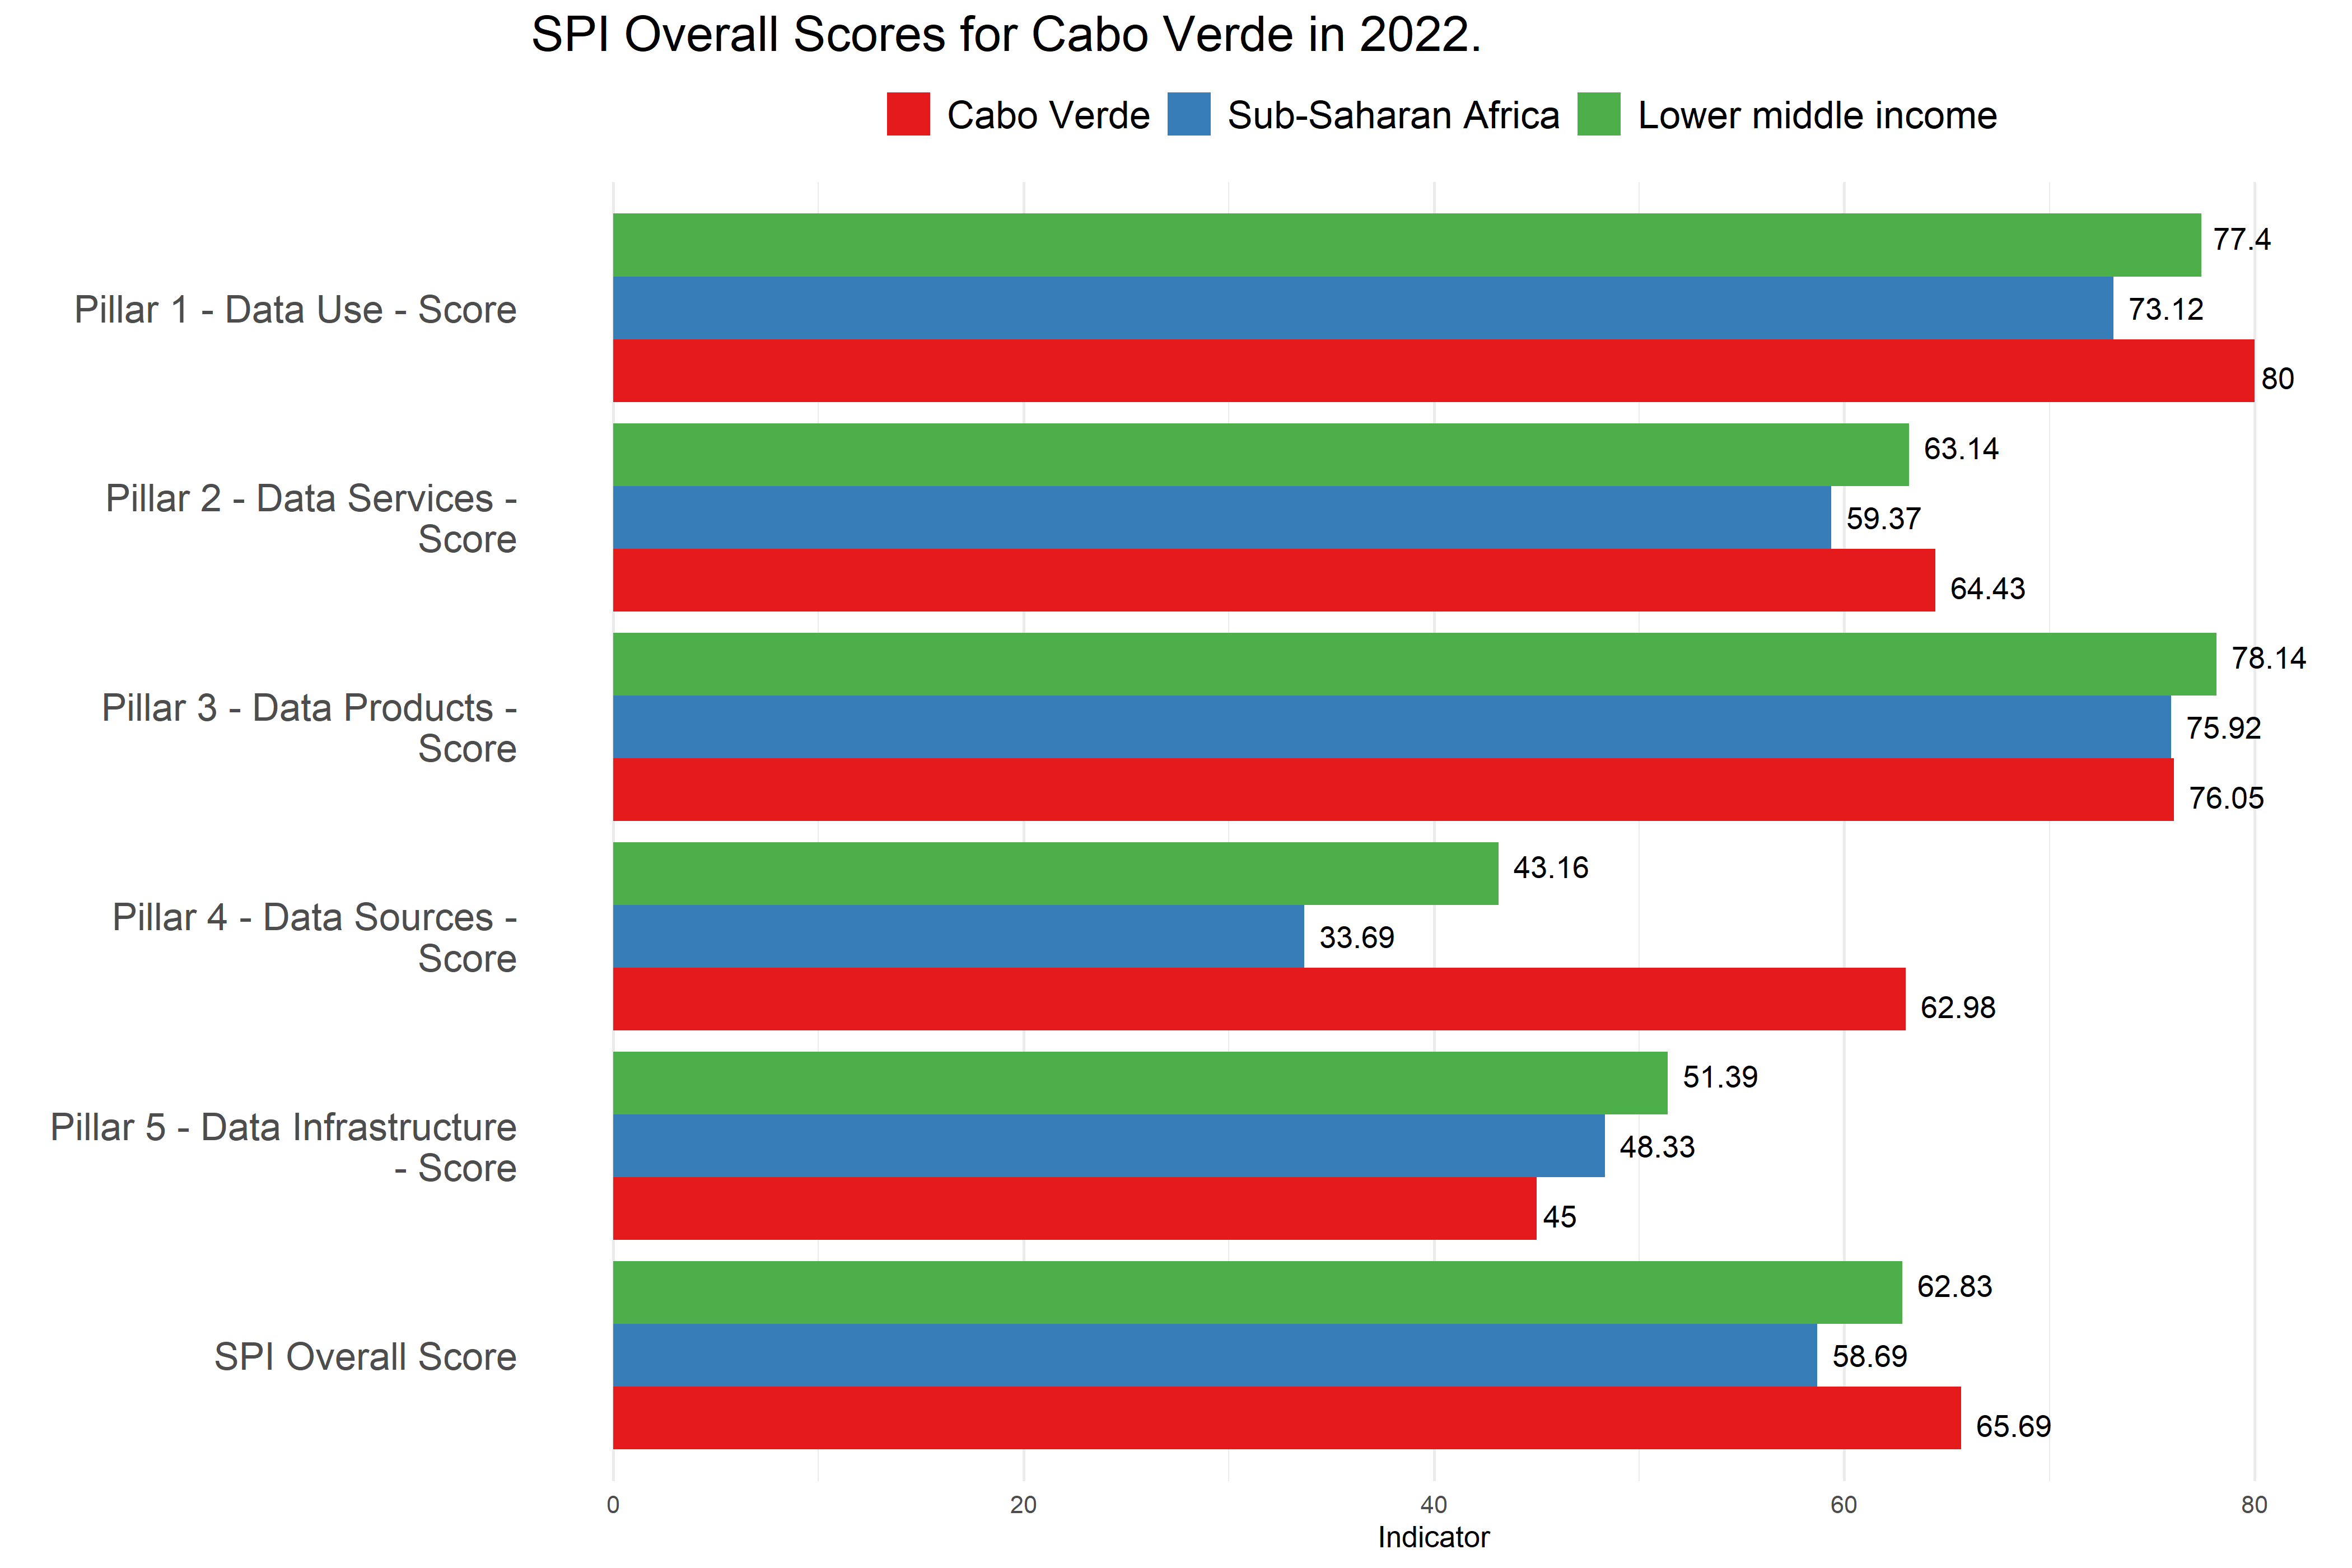 SPI Overall Scores for Cabo Verde in 2022.
Cabo Verde Sub-Saharan Africa Lower middle income
77.4
Pillar 1 - Data Use - Score
73.12
80
63.14
Pillar 2 - Data Services -
Score
59.37
64.43
78.14
Pillar 3 - Data Products -
Score
75.92
76.05
43.16
Pillar 4 - Data Sources -
Score
33.69
62.98
51.39
Pillar 5 - Data Infrastructure
- Score
48.33
45
62.83
SPI Overall Score
58.69
65.69
0 20 40 60 80
Indicator